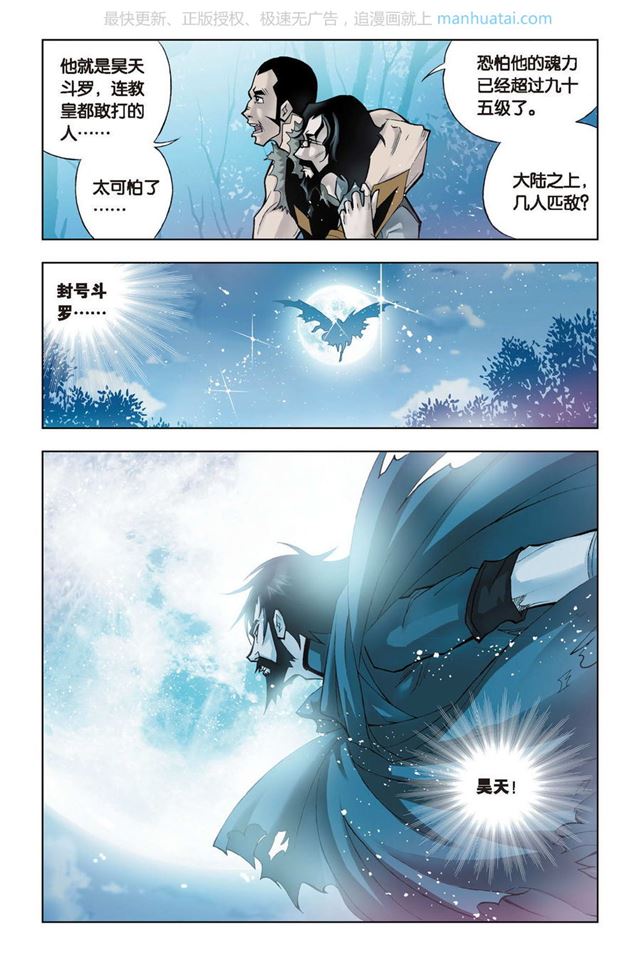 最快更新、正版授权、极速无广告，追漫画就上 manhuatai.com
他就是昊天
斗罗，连教
皇都敢打的
人……
太可怕了
……
恐怕他的魂力
已经超过九十
五级了。
大陆之上，
几人匹敌？
封号斗
罗……
昊天！